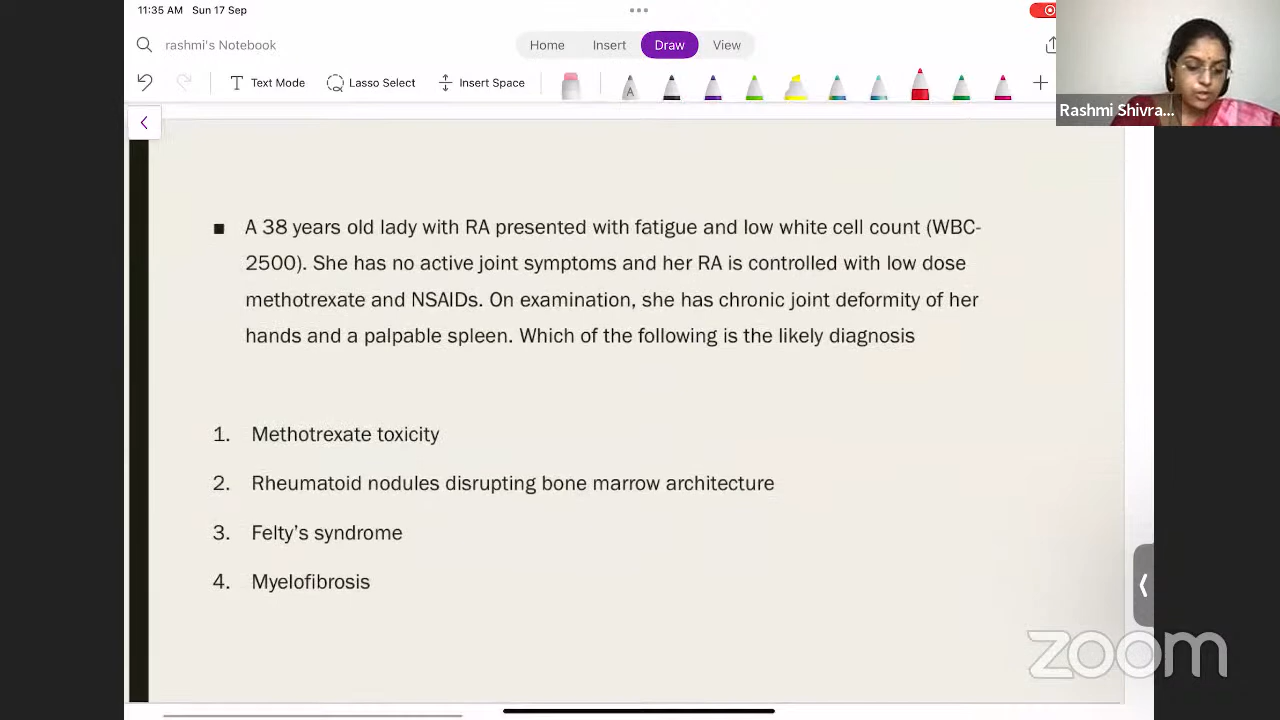 11:35 AM Sun 17 Sep
rashmi's Notebook
Home Insert Draw View
Text Mode Lasso Select Insert Space
A
Rashmi Shivra...
■ A 38 years old lady with RA presented with fatigue and low white cell count (WBC-
2500). She has no active joint symptoms and her RA is controlled with low dose
methotrexate and NSAIDs. On examination, she has chronic joint deformity of her
hands and a palpable spleen. Which of the following is the likely diagnosis
1. Methotrexate toxicity
2. Rheumatoid nodules disrupting bone marrow architecture
3. Felty's syndrome
4. Myelofibrosis
zoom